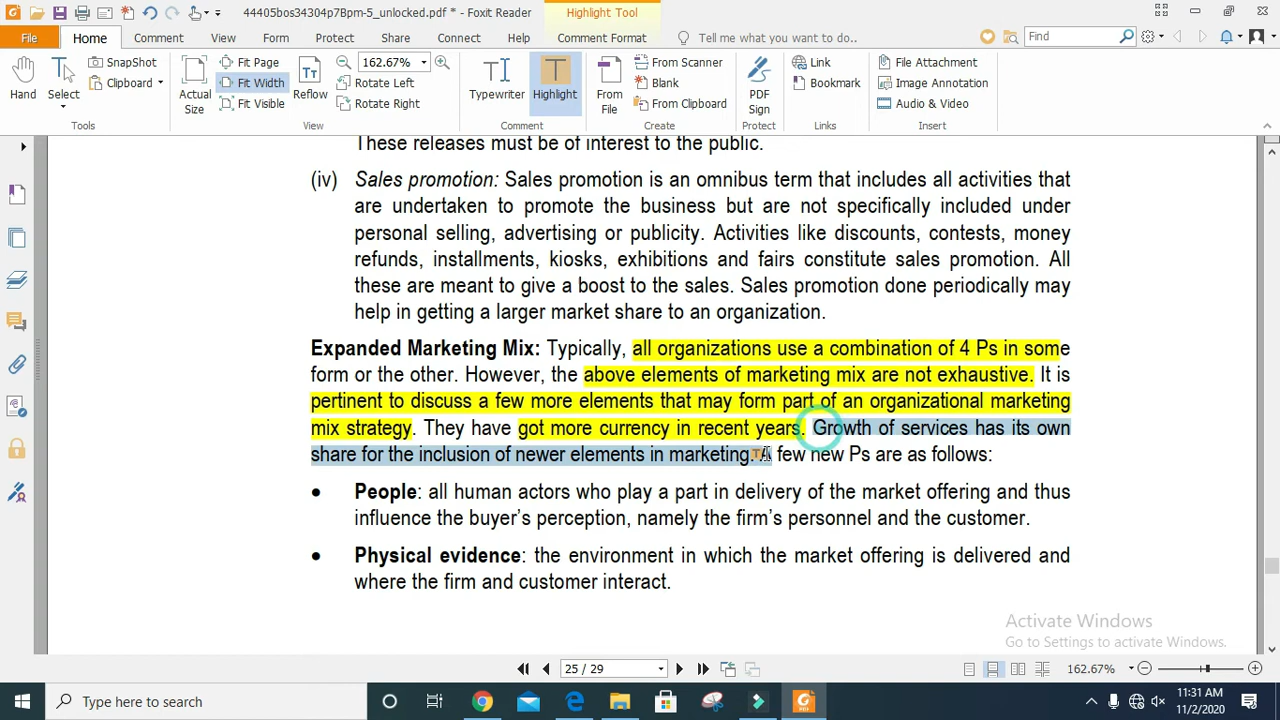 44405bos34304p7Bpm-5_unlocked.pdf * - Foxit Reader
Highlight Tool
File
Home
Comment
View
Form
Protect
Share
Connect
Help
Comment Format
Tell me what you want to do..
Find
Hand
Select
SnapShot
Clipboard
Tools
Actual Size
Fit Page
Fit Width
Fit Visible
Reflow
162.67%
Rotate Left
Rotate Right
View
Typewriter
Highlight
Comment
From File
From Scanner
Blank
From Clipboard
Create
PDF Sign
Protect
Link
Bookmark
Links
File Attachment
Image Annotation
Audio & Video
Insert
These releases must be of interest to the public.
(iv) Sales promotion: Sales promotion is an omnibus term that includes all activities that
are undertaken to promote the business but are not specifically included under
personal selling, advertising or publicity. Activities like discounts, contests, money
refunds, installments, kiosks, exhibitions and fairs constitute sales promotion. All
these are meant to give a boost to the sales. Sales promotion done periodically may
help in getting a larger market share to an organization.
Expanded Marketing Mix: Typically, all organizations use a combination of 4 Ps in some
form or the other. However, the above elements of marketing mix are not exhaustive. It is
pertinent to discuss a few more elements that may form part of an organizational marketing
mix strategy. They have got more currency in recent years. Growth of services has its own
share for the inclusion of newer elements in marketing. A few new Ps are as follows:
• People: all human actors who play a part in delivery of the market offering and thus
influence the buyer's perception, namely the firm's personnel and the customer.
• Physical evidence: the environment in which the market offering is delivered and
where the firm and customer interact.
Activate Windows
Go to Settings to activate Windows.
25 / 29
162.67%
Type here to search
11:31 AM
11/2/2020